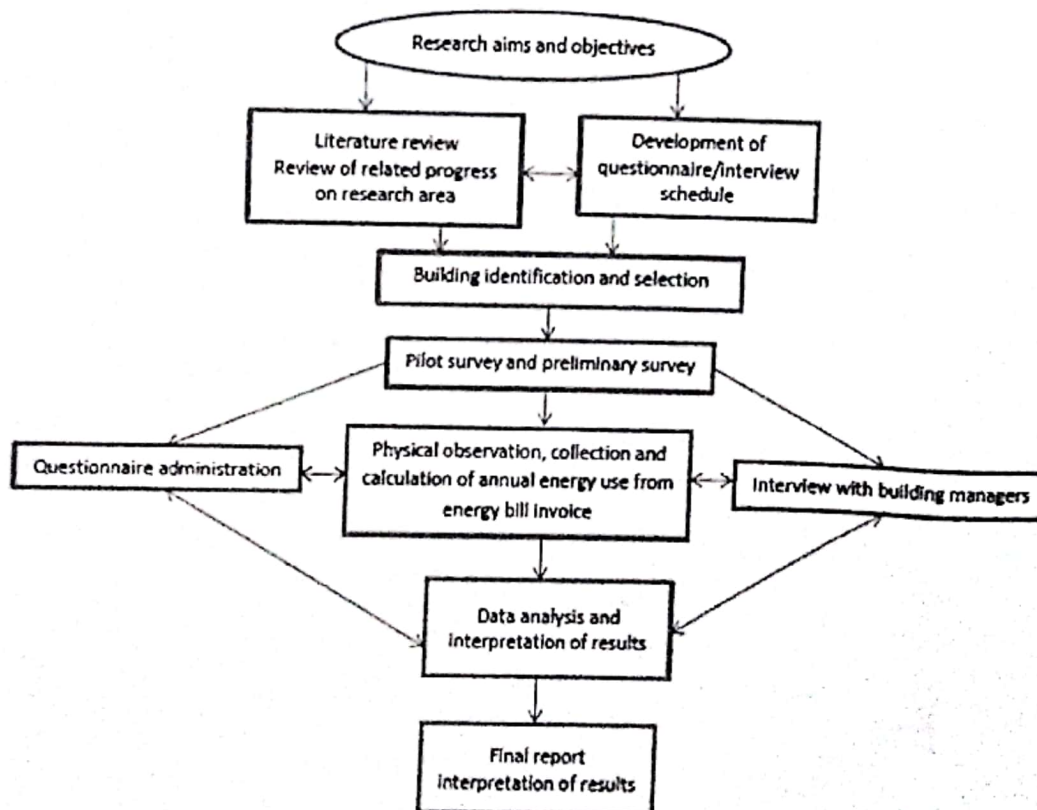 Research aims and objectives
Literature review
Review of related progress
on research area
Development of
questionnaire/interview
schedule
Building identification and selection
Pilot survey and preliminary survey
Questionnaire administration
Physical observation, collection and
calculation of annual energy use from
energy bill invoice
Interview with building managers
Data analysis and
interpretation of results
Final report
interpretation of results